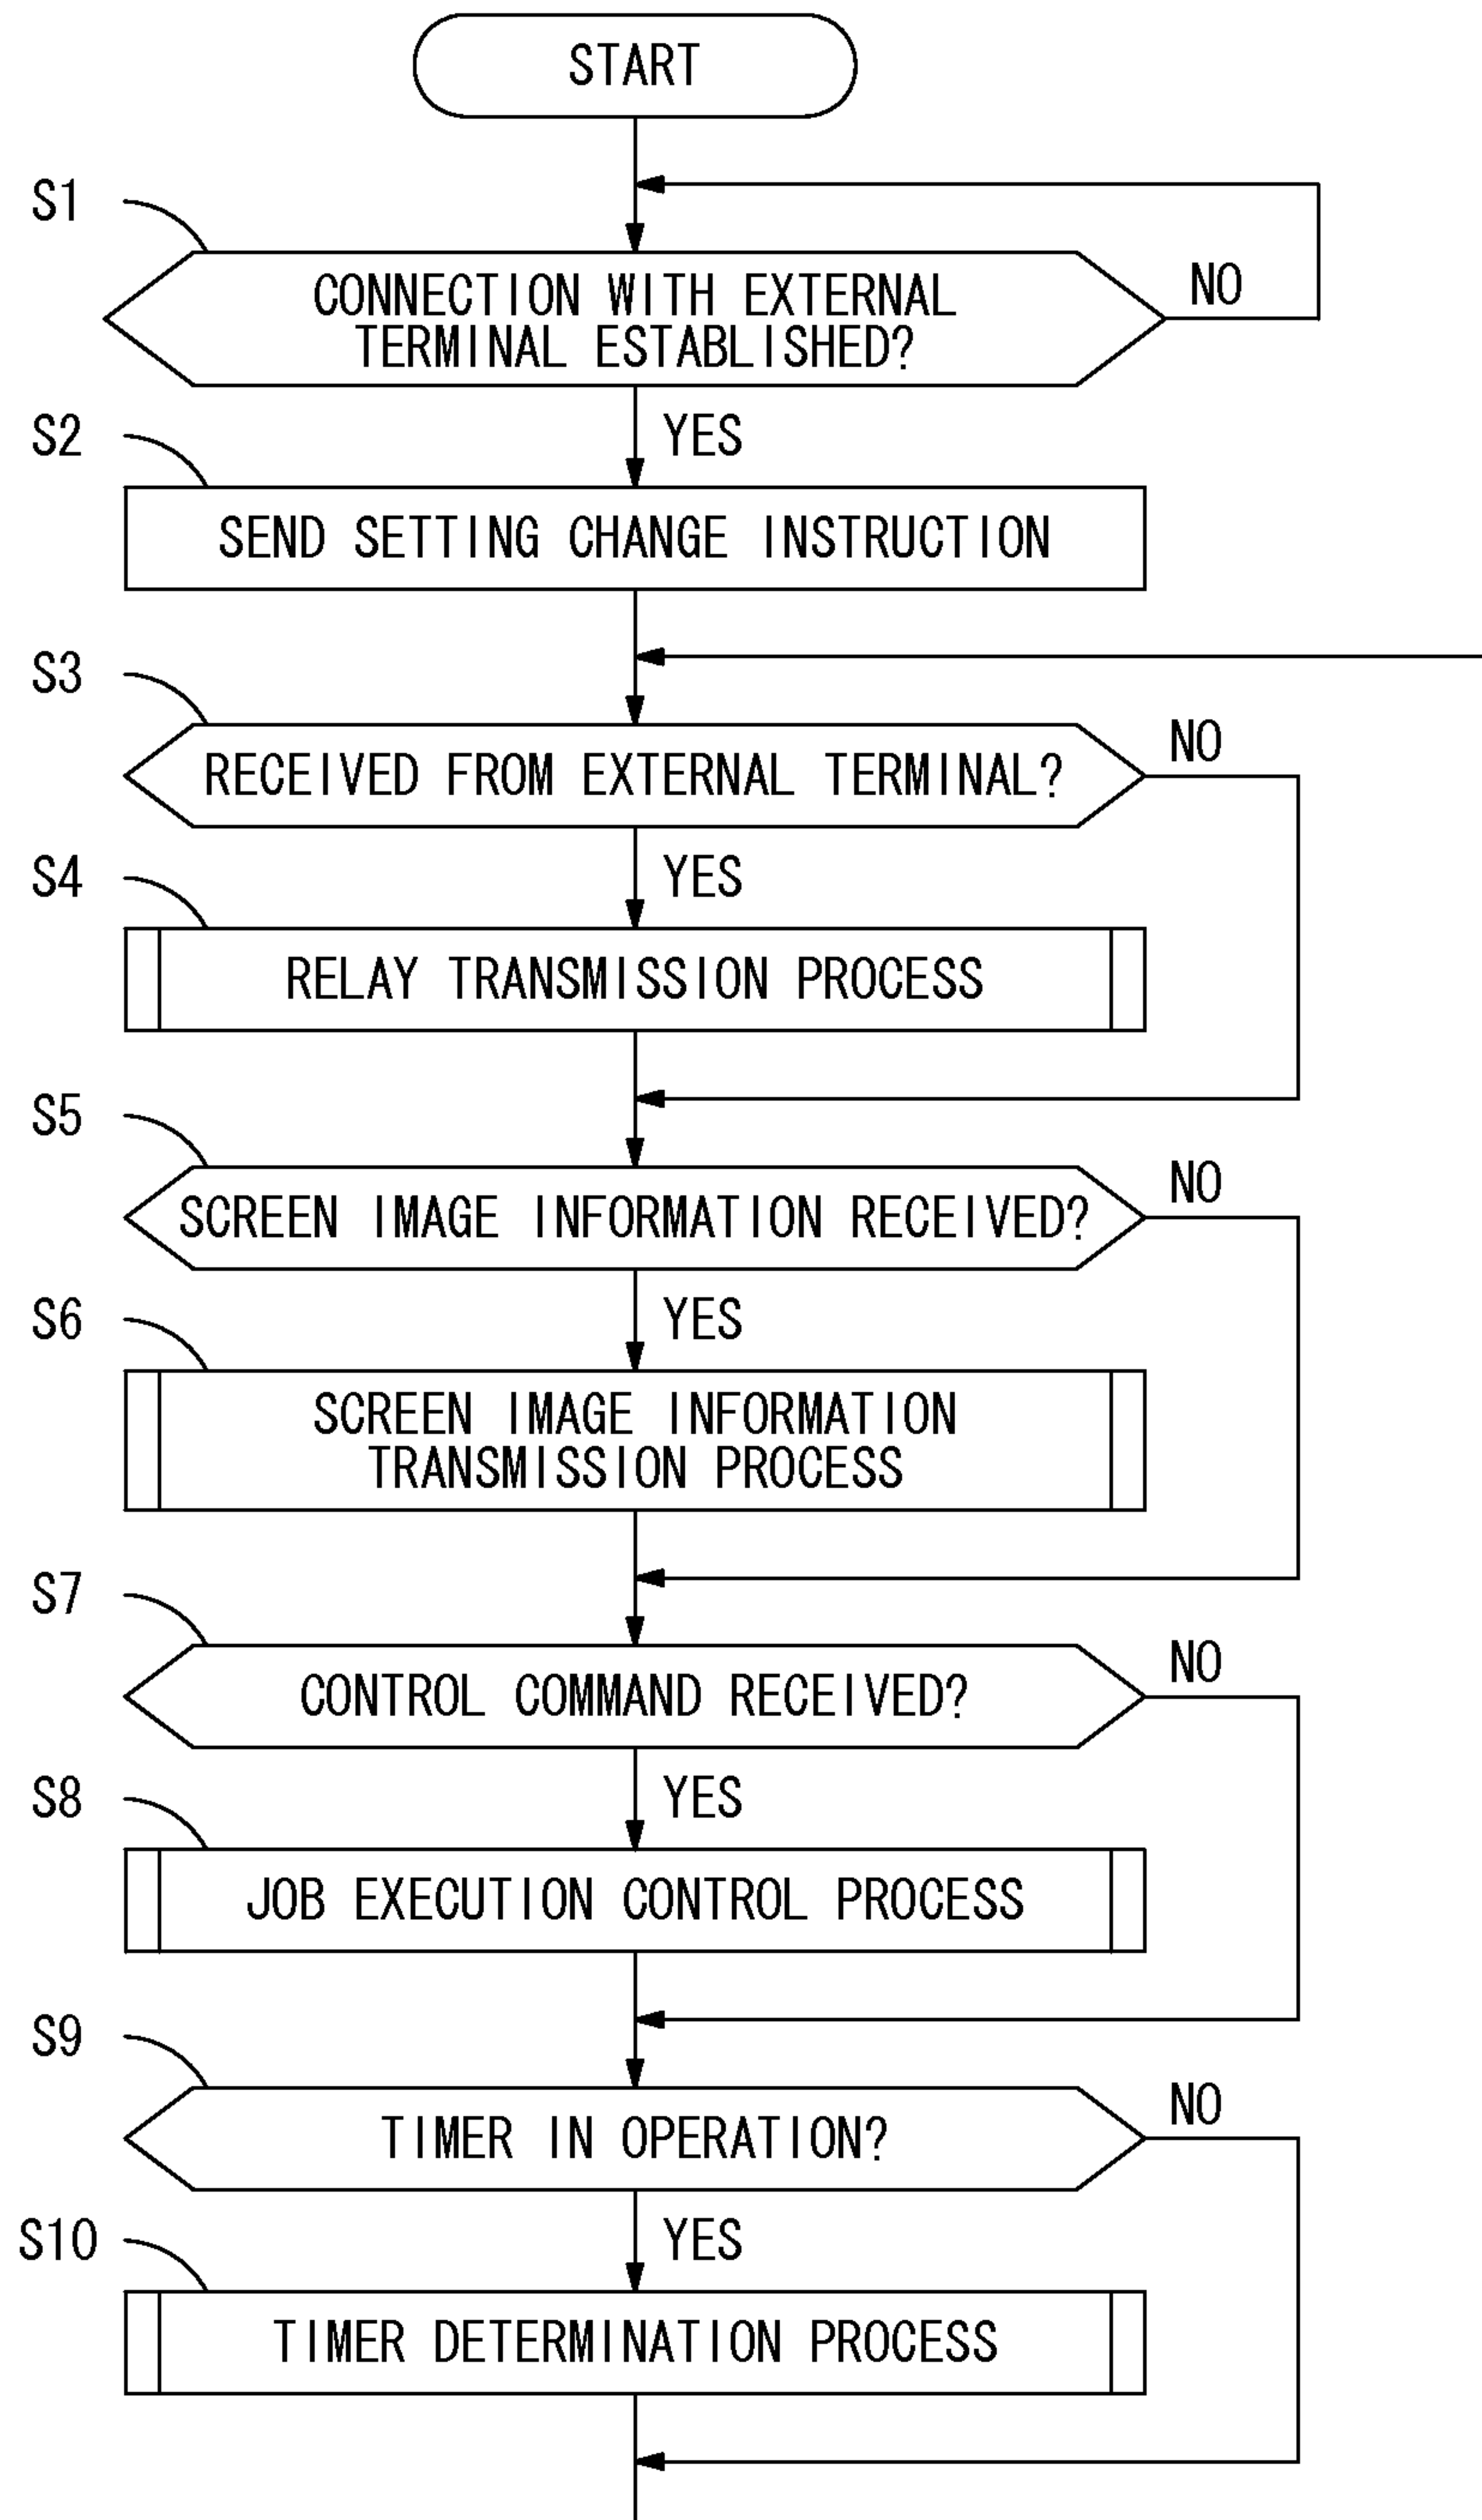 START
S1
CONNECTION WITH EXTERNAL
TERMINAL ESTABLISHED?
NO
YES
S2
SEND SETTING CHANGE INSTRUCTION
S3
RECEIVED FROM EXTERNAL TERMINAL?
NO
YES
S4
RELAY TRANSMISSION PROCESS
S5
SCREEN IMAGE INFORMATION RECEIVED?
NO
YES
S6
SCREEN IMAGE INFORMATION
TRANSMISSION PROCESS
S7
CONTROL COMMAND RECEIVED?
NO
YES
S8
JOB EXECUTION CONTROL PROCESS
S9
TIMER IN OPERATION?
NO
YES
S10
TIMER DETERMINATION PROCESS